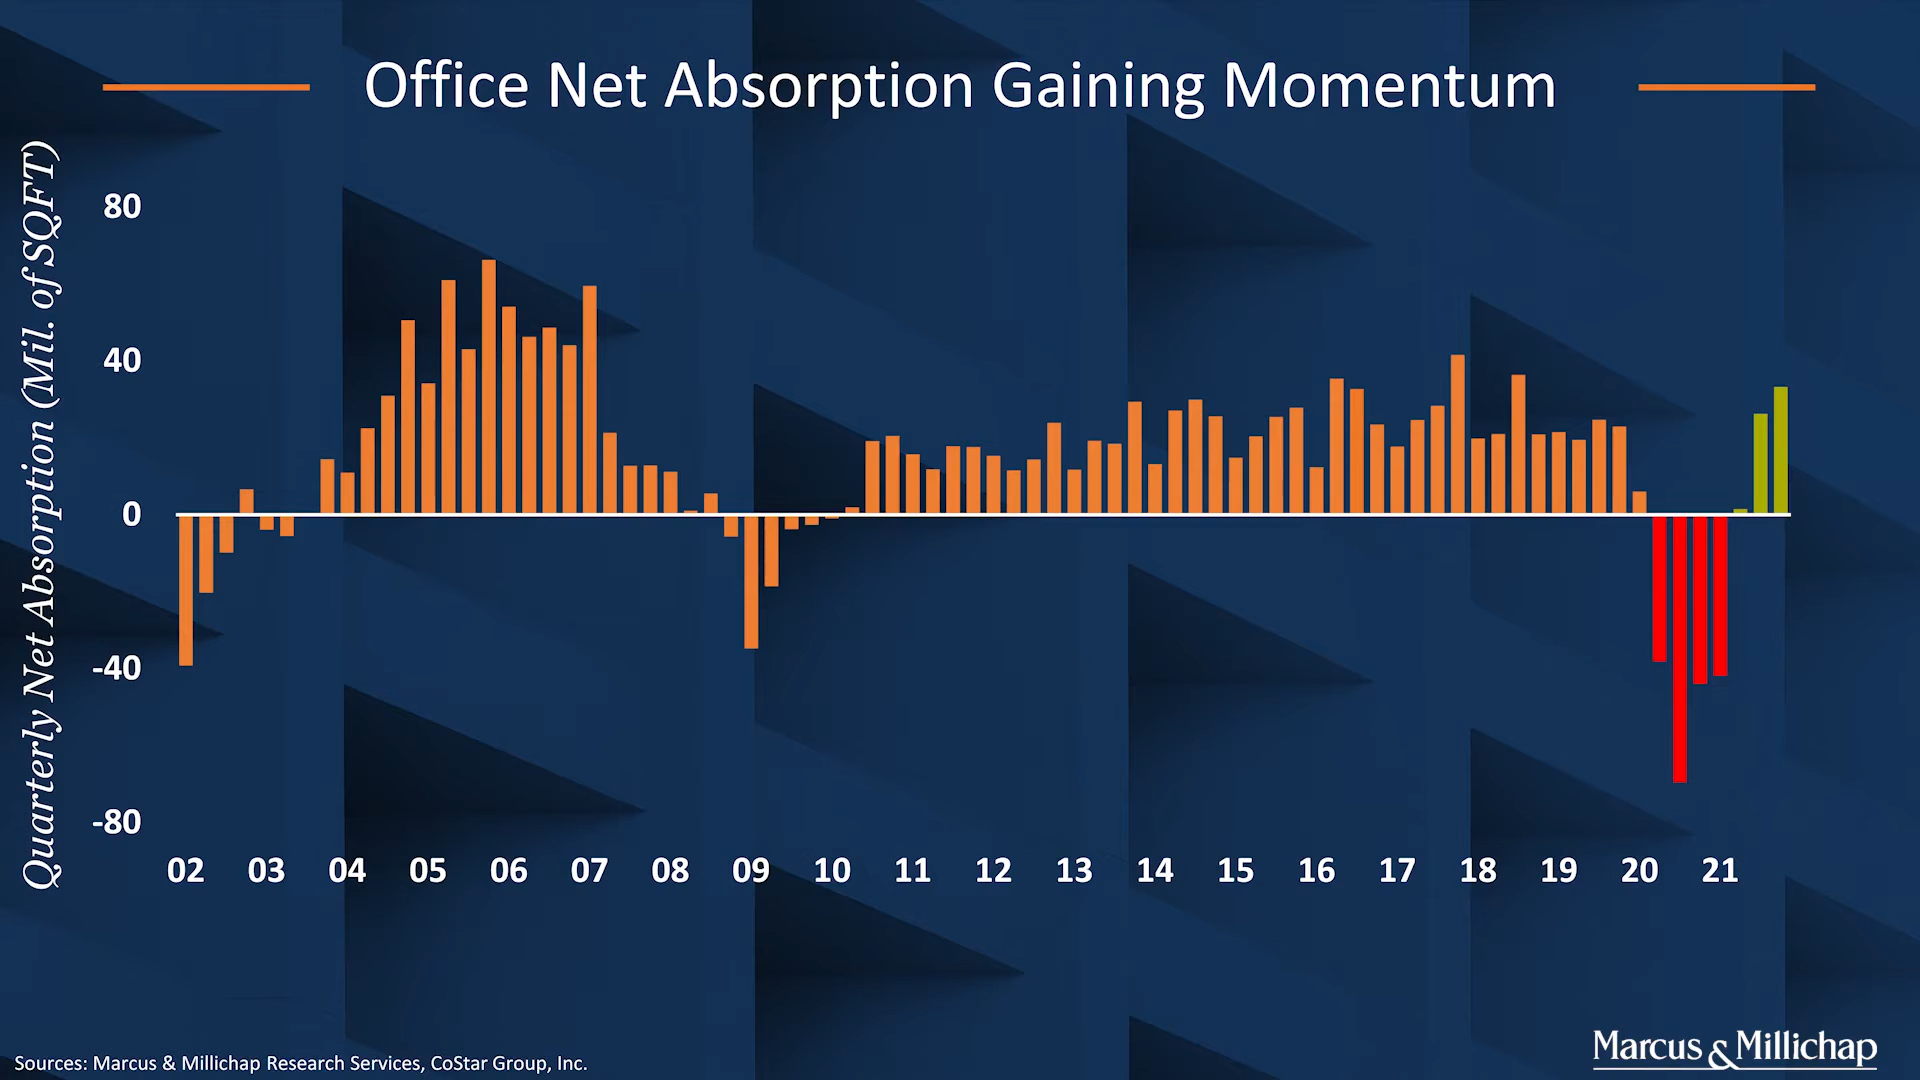 Office Net Absorption Gaining Momentum
Quarterly Net Absorption (Mil. of SQFT)
80
40
0
-40
-80
02 03 04 05 06 07 08 09 10 11 12 13 14 15 16 17 18 19 20 21
Sources: Marcus & Millichap Research Services, CoStar Group, Inc.
Marcus & Millichap